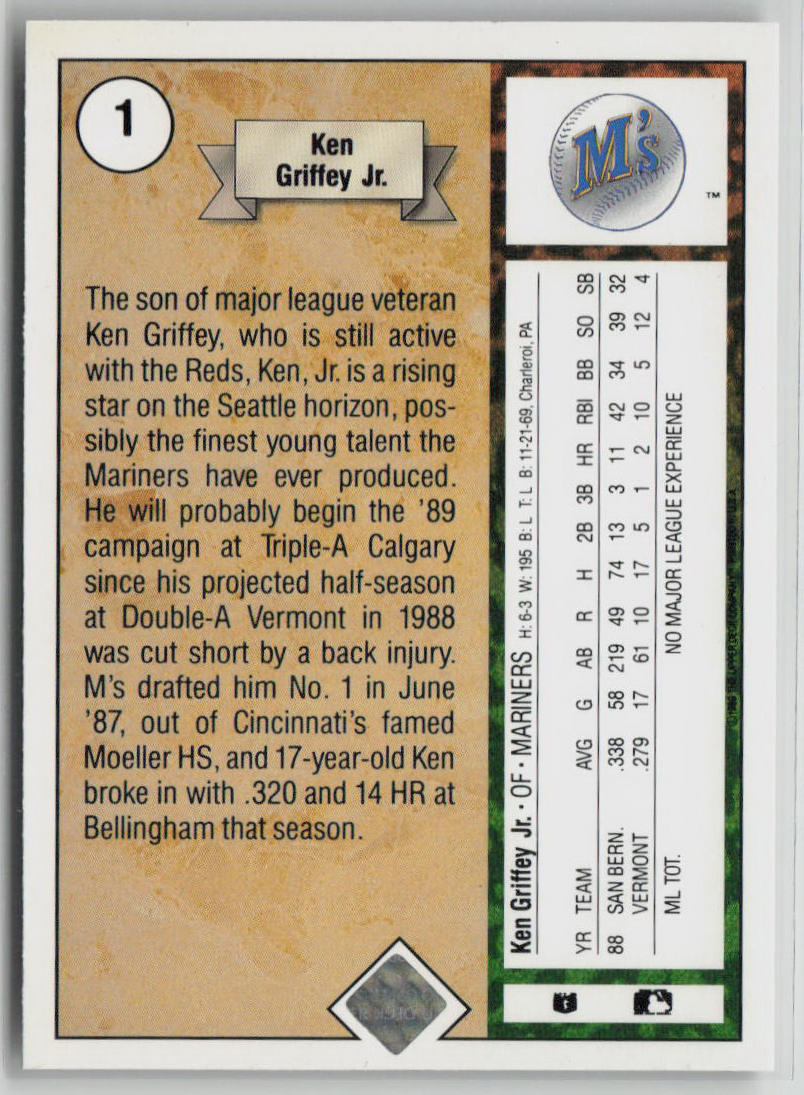 1
Ken
Griffey Jr.
The son of major league veteran
Ken Griffey, who is still active
with the Reds, Ken, Jr. is a rising
star on the Seattle horizon, pos-
sibly the finest young talent the
Mariners have ever produced.
He will probably begin the '89
campaign at Triple-A Calgary
since his projected half-season
at Double-A Vermont in 1988
was cut short by a back injury.
M's drafted him No. 1 in June
'87, out of Cincinnati's famed
Moeller HS, and 17-year-old Ken
broke in with .320 and 14 HR at
Bellingham that season.
M's
TM
Ken Griffey Jr. • OF • MARINERS H: 6-3 W: 195 B: L T: L B: 11-21-69, Charleroi, PA
YR TEAM AVG G AB R H 2B 3B HR RBI BB SO SB
88 SAN BERN. .338 58 219 49 74 13 3 11 42 34 39 32
VERMONT .279 17 61 10 17 5 1 2 10 5 12 4
ML TOT. NO MAJOR LEAGUE EXPERIENCE